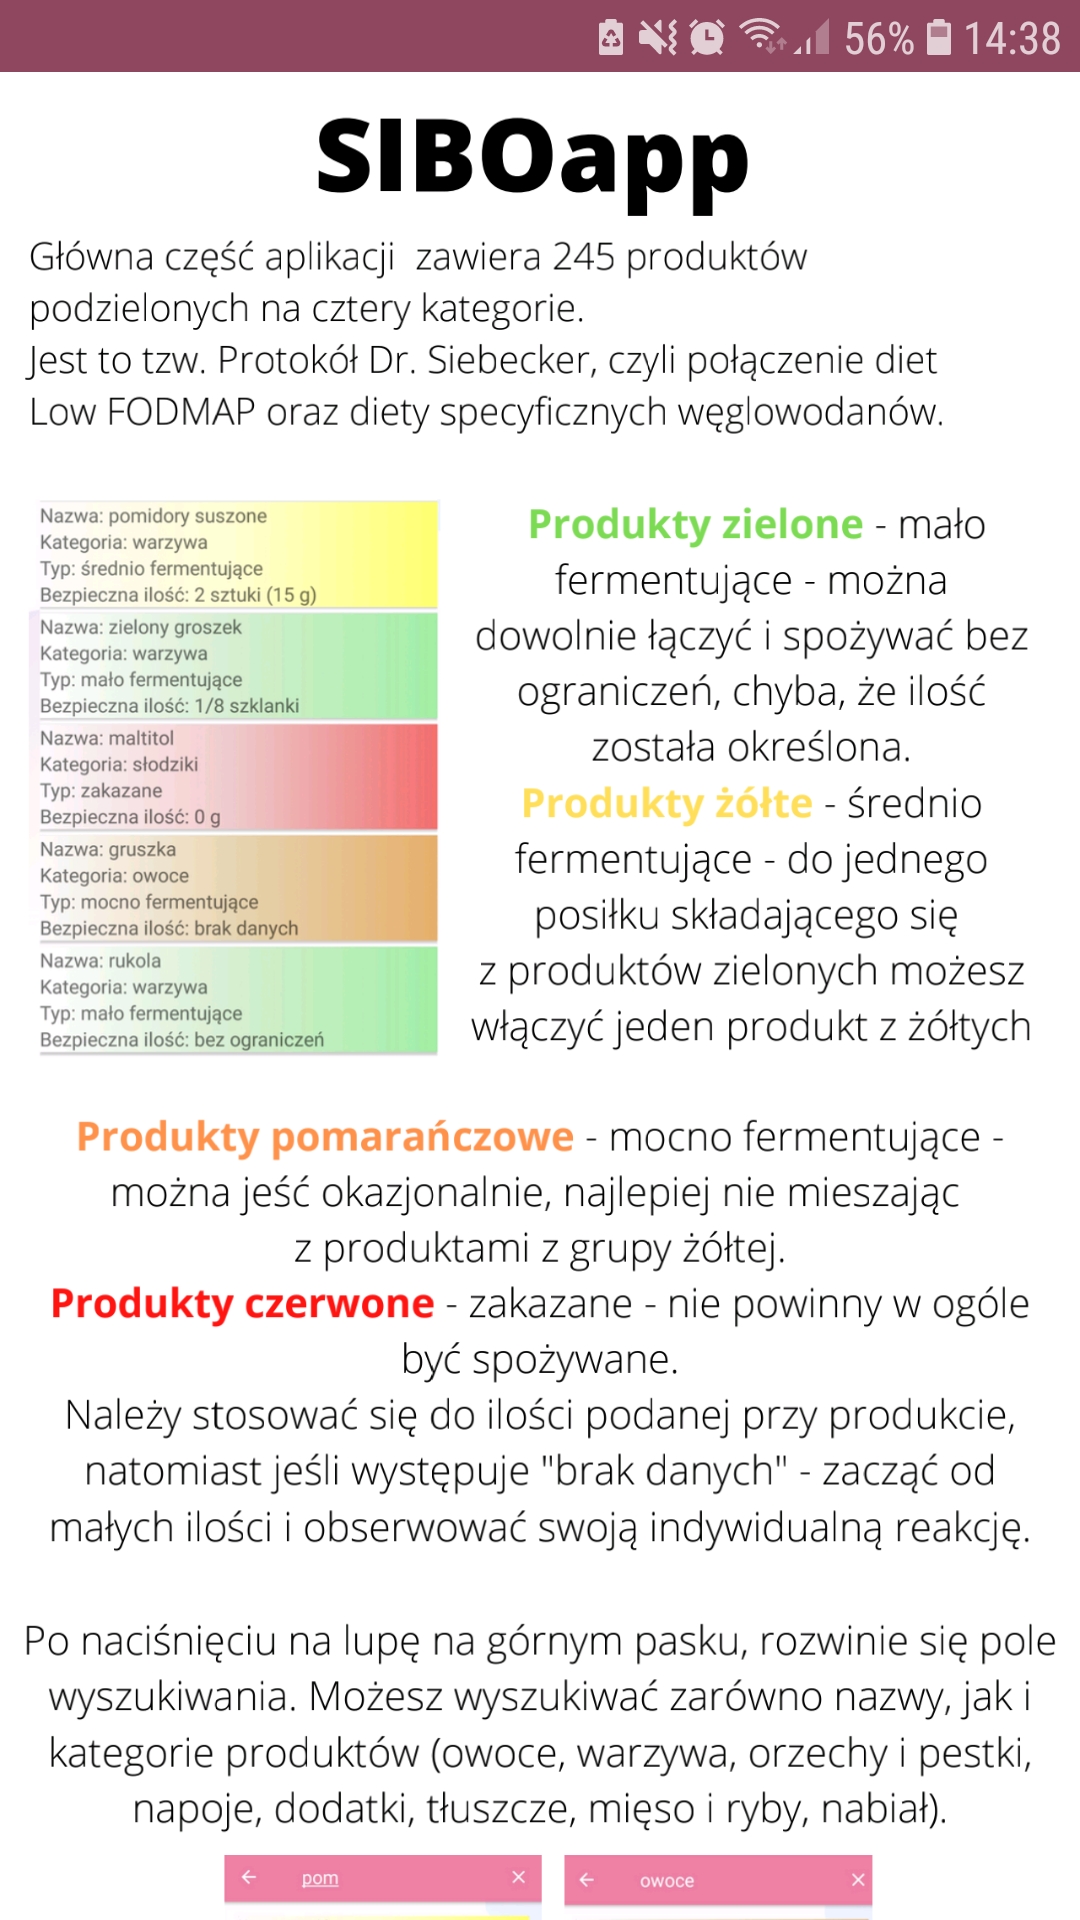 56% 14:38
SIBOapp
Główna część aplikacji zawiera 245 produktów
podzielonych na cztery kategorie.
Jest to tzw. Protokół Dr. Siebecker, czyli połączenie diet
Low FODMAP oraz diety specyficznych węglowodanów.
Nazwa: pomidory suszone
Kategoria: warzywa
Typ: średnio fermentujące
Bezpieczna ilość: 2 sztuki (15 g)
Nazwa: zielony groszek
Kategoria: warzywa
Typ: mało fermentujące
Bezpieczna ilość: 1/8 szklanki
Nazwa: maltitol
Kategoria: słodziki
Typ: zakazane
Bezpieczna ilość: 0 g
Nazwa: gruszka
Kategoria: owoce
Typ: mocno fermentujące
Bezpieczna ilość: brak danych
Nazwa: rukola
Kategoria: warzywa
Typ: mało fermentujące
Bezpieczna ilość: bez ograniczeń
Produkty zielone - mało
fermentujące - można
dowolnie łączyć i spożywać bez
ograniczeń, chyba, że ilość
została określona.
Produkty żółte - średnio
fermentujące - do jednego
posiłku składającego się
z produktów zielonych możesz
włączyć jeden produkt z żółtych
Produkty pomarańczowe - mocno fermentujące -
można jeść okazjonalnie, najlepiej nie mieszając
z produktami z grupy żółtej.
Produkty czerwone - zakazane - nie powinny w ogóle
być spożywane.
Należy stosować się do ilości podanej przy produkcie,
natomiast jeśli występuje "brak danych" - zacząć od
małych ilości i obserwować swoją indywidualną reakcję.
Po naciśnięciu na lupę na górnym pasku, rozwinie się pole
wyszukiwania. Możesz wyszukiwać zarówno nazwy, jak i
kategorie produktów (owoce, warzywa, orzechy i pestki,
napoje, dodatki, tłuszcze, mięso i ryby, nabiał).
pom
owoce